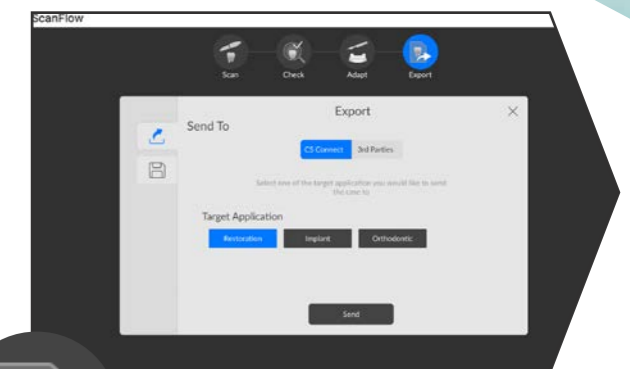 ScanFlow
Scan Check Adapt Export
Export
Send To
CS Connect 3rd Parties
Select one of the target application you would like to send
the case to
Target Application
Restoration Implant Orthodontic
Send